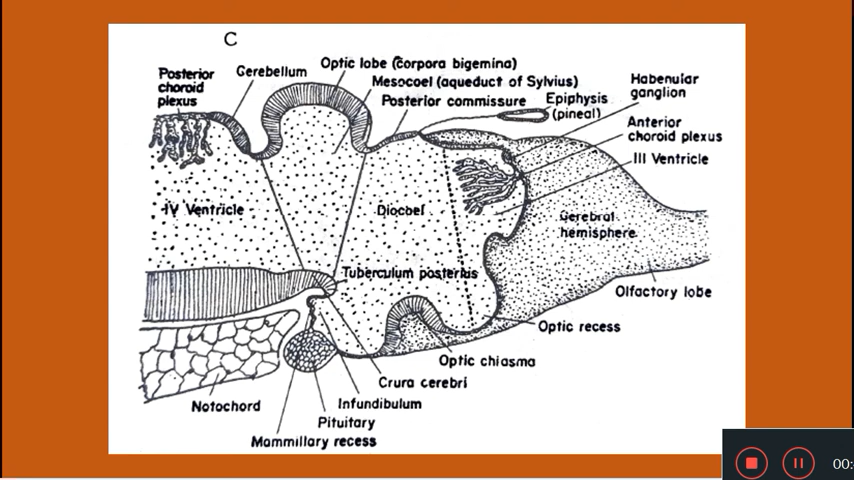 C
Posterior
choroid
plexus
Gerebellum
Optic lobe (corpora bigemina)
Mesocoel (aqueduct of Sylvius)
Posterior commissure
Epiphysis
(pineal)
Habenular
ganglion
Anterior
choroid plexus
III Ventricle
IV Ventricle
Diocoel
Cerebral
hemisphere
Tuberculum posterius
Olfactory lobe
Optic recess
Optic chiasma
Crura cerebri
Infundibulum
Pituitary
Mammillary recess
Notochord
00: